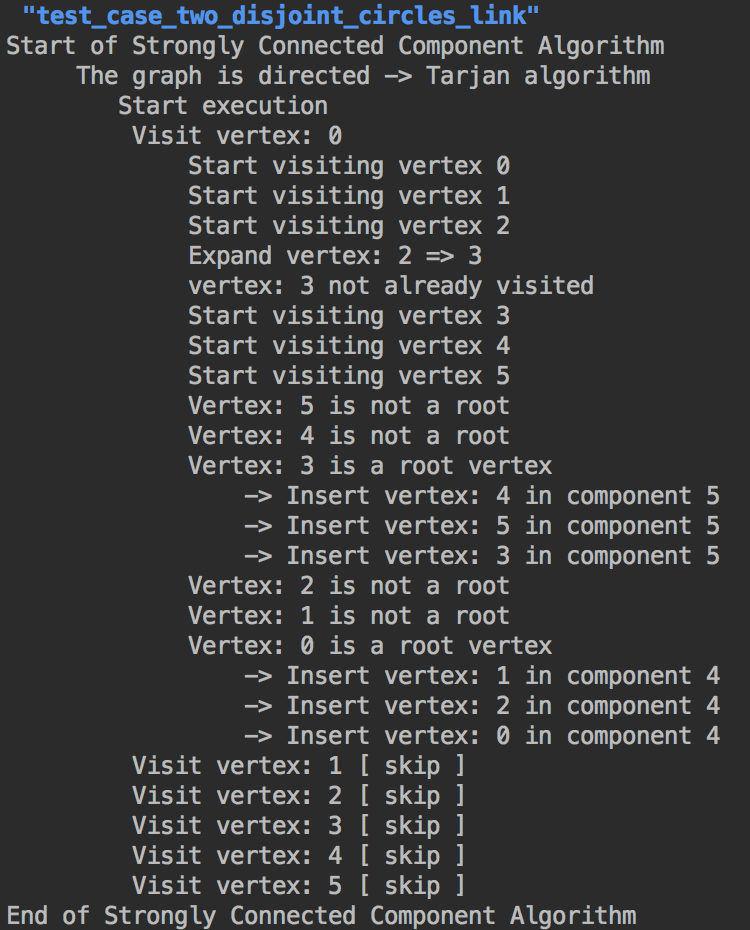 "test_case_two_disjoint_circles_link"
Start of Strongly Connected Component Algorithm
The graph is directed -> Tarjan algorithm
Start execution
Visit vertex: 0
Start visiting vertex 0
Start visiting vertex 1
Start visiting vertex 2
Expand vertex: 2 => 3
vertex: 3 not already visited
Start visiting vertex 3
Start visiting vertex 4
Start visiting vertex 5
Vertex: 5 is not a root
Vertex: 4 is not a root
Vertex: 3 is a root vertex
-> Insert vertex: 4 in component 5
-> Insert vertex: 5 in component 5
-> Insert vertex: 3 in component 5
Vertex: 2 is not a root
Vertex: 1 is not a root
Vertex: 0 is a root vertex
-> Insert vertex: 1 in component 4
-> Insert vertex: 2 in component 4
-> Insert vertex: 0 in component 4
Visit vertex: 1 [ skip ]
Visit vertex: 2 [ skip ]
Visit vertex: 3 [ skip ]
Visit vertex: 4 [ skip ]
Visit vertex: 5 [ skip ]
End of Strongly Connected Component Algorithm